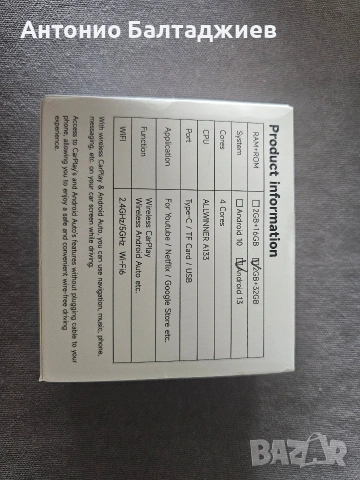 Антонио Балтаджиев
Product information
RAM+ROM 2GB+16GB 2GB+32GB
System Android 10 Android 13
Cores 4 Cores
CPU ALLWINNER A133
Port Type-C / TF Card / USB
Application For Youtube / Netflix / Google Store etc.
Function Wireless CarPlay
Wireless Android Auto etc.
WIFI 2.4GHz/5GHz Wi-Fi6
With wireless CarPlay & Android Auto, you can use navigation, music, phone,
messaging, etc. on your car screen while driving.
Access to CarPlay's and Android Auto's features without plugging cable to your
phone, allowing you to enjoy a safe and convenient wire-free driving
experience.
BAZAR